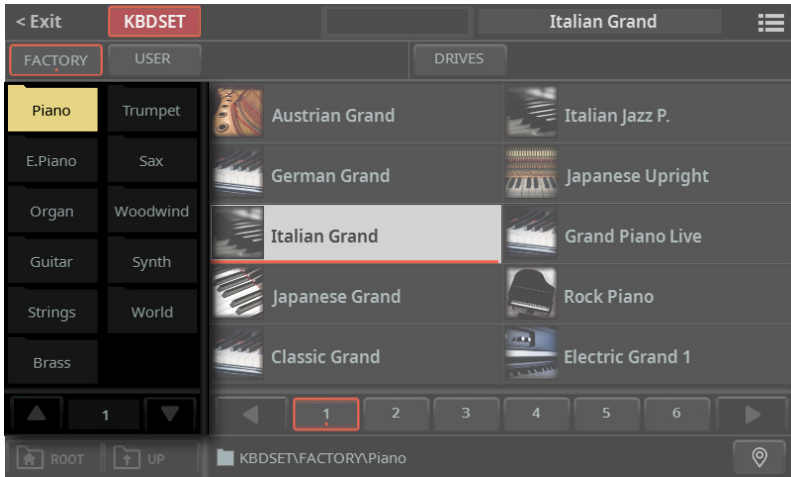 < Exit KBDSET Italian Grand
FACTORY USER DRIVES
Piano Trumpet Austrian Grand Italian Jazz P.
E.Piano Sax German Grand Japanese Upright
Organ Woodwind Italian Grand Grand Piano Live
Guitar Synth
Strings World Japanese Grand Rock Piano
Brass Classic Grand Electric Grand 1
1 1 2 3 4 5 6
ROOT UP KBDSET\FACTORY\Piano